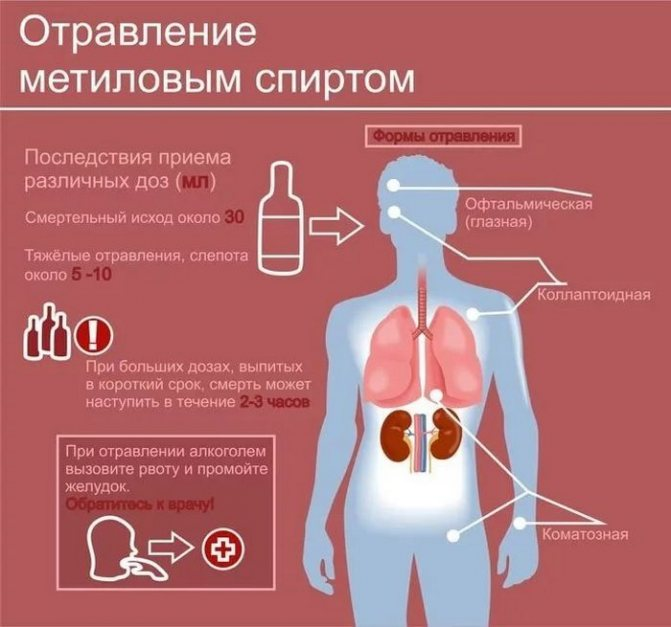 Отравление
метиловым спиртом
Формы отравления
Последствия приема
различных доз (мл)
Смертельный исход около 30
Тяжёлые отравления, слепота
около 5 -10
Офтальмическая
(глазная)
Коллаптоидная
При больших дозах, выпитых
в короткий срок, смерть может
наступить в течение 2-3 часов
При отравлении алкоголем
вызовите рвоту и промойте
желудок.
Обратитесь к врачу!
Коматозная